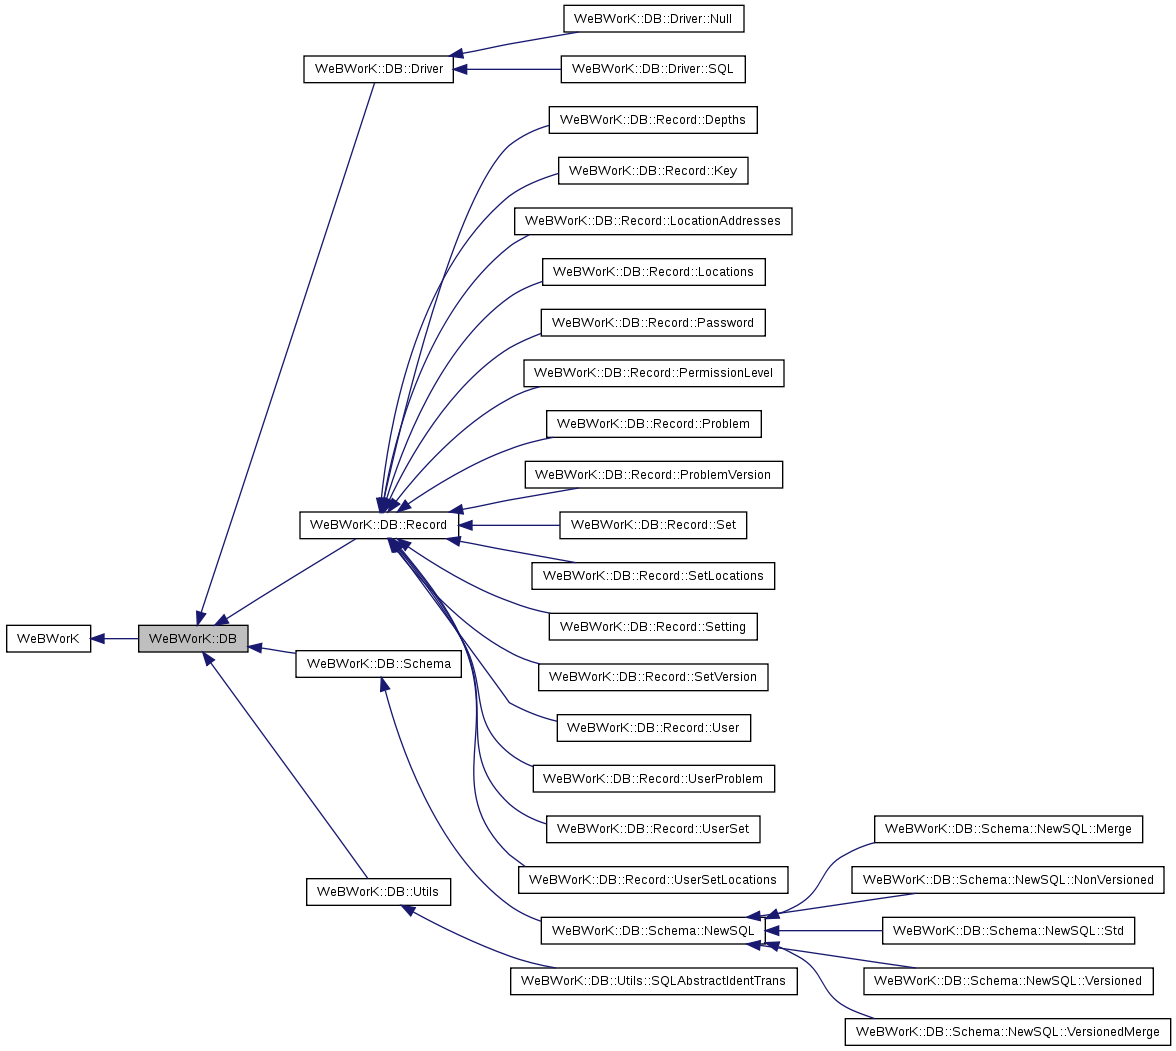 WeBWorK::DB::Driver::Null
WeBWorK::DB::Driver
WeBWorK::DB::Driver::SQL
WeBWorK::DB::Record::Depths
WeBWorK::DB::Record::Key
WeBWorK::DB::Record::LocationAddresses
WeBWorK::DB::Record::Locations
WeBWorK::DB::Record::Password
WeBWorK::DB::Record::PermissionLevel
WeBWorK::DB::Record::Problem
WeBWorK::DB::Record::ProblemVersion
WeBWorK::DB::Record
WeBWorK::DB::Record::Set
WeBWorK::DB::Record::SetLocations
WeBWorK::DB::Record::Setting
WeBWorK
WeBWorK::DB
WeBWorK::DB::Schema
WeBWorK::DB::Record::SetVersion
WeBWorK::DB::Record::User
WeBWorK::DB::Record::UserProblem
WeBWorK::DB::Record::UserSet
WeBWorK::DB::Schema::NewSQL::Merge
WeBWorK::DB::Utils
WeBWorK::DB::Record::UserSetLocations
WeBWorK::DB::Schema::NewSQL::NonVersioned
WeBWorK::DB::Schema::NewSQL
WeBWorK::DB::Schema::NewSQL::Std
WeBWorK::DB::Utils::SQLAbstractIdentTrans
WeBWorK::DB::Schema::NewSQL::Versioned
WeBWorK::DB::Schema::NewSQL::VersionedMerge